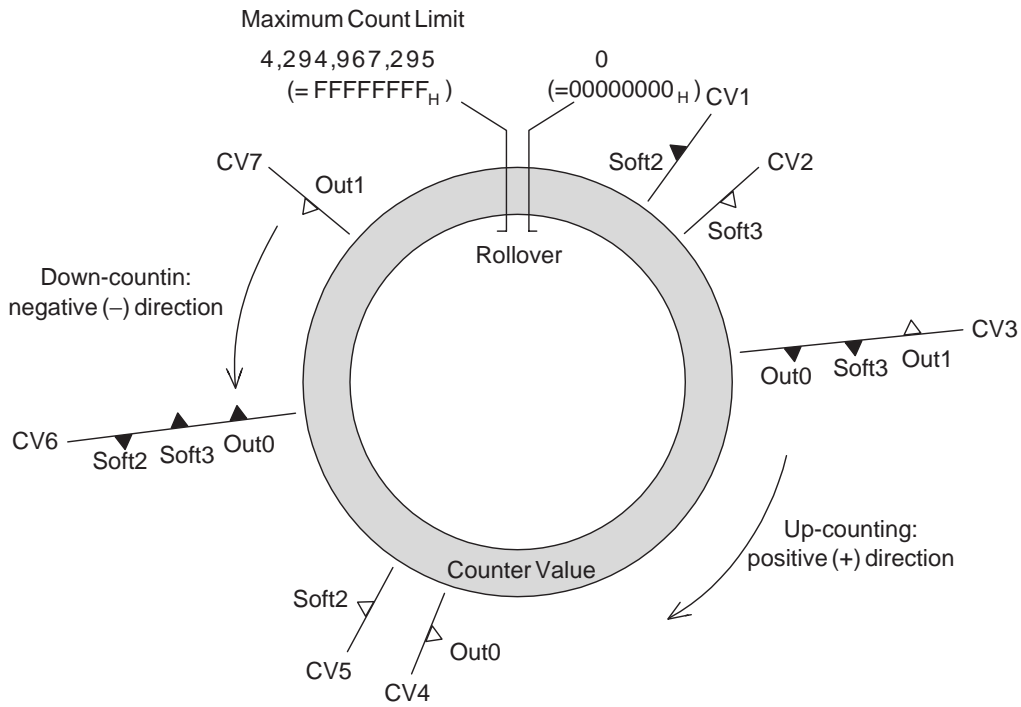 Maximum Count Limit
4,294,967,295
(= FFFFFFFFH )
0
(=00000000H )
CV1
Soft2
CV2
Soft3
CV7
Out1
Rollover
Down-countin:
negative (–) direction
CV3
Out0
Soft3
Out1
CV6
Soft2
Soft3
Out0
Up-counting:
positive (+) direction
Counter Value
Soft2
CV5
Out0
CV4